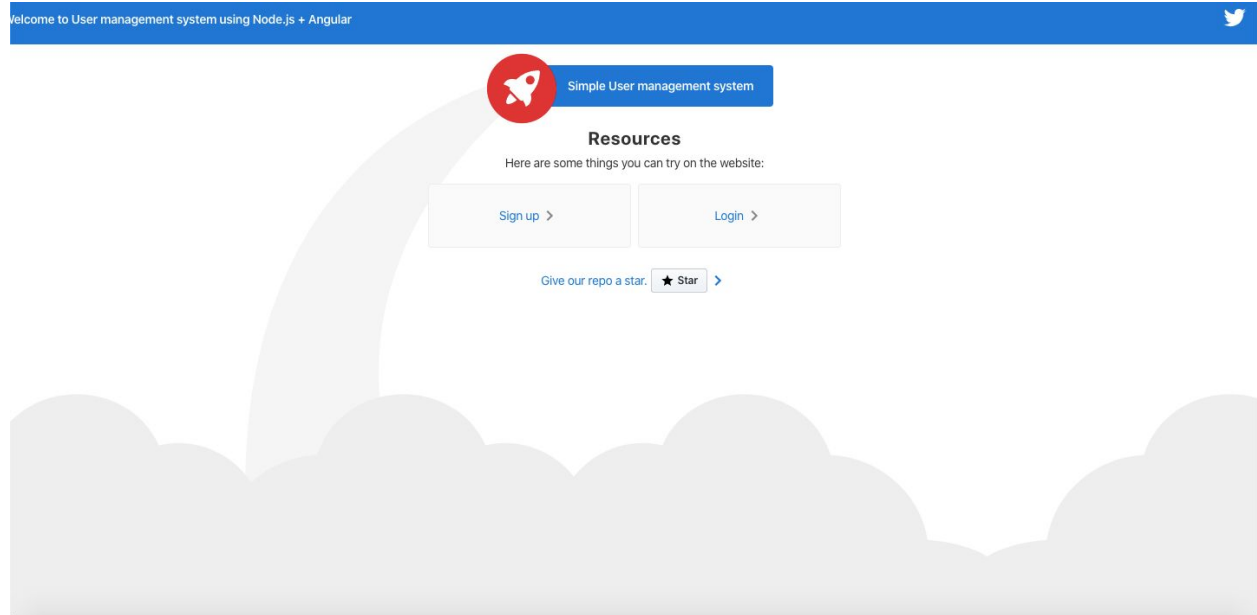 Welcome to User management system using Node.js + Angular
Simple User management system
Resources
Here are some things you can try on the website:
Sign up
Login
Give our repo a star. Star